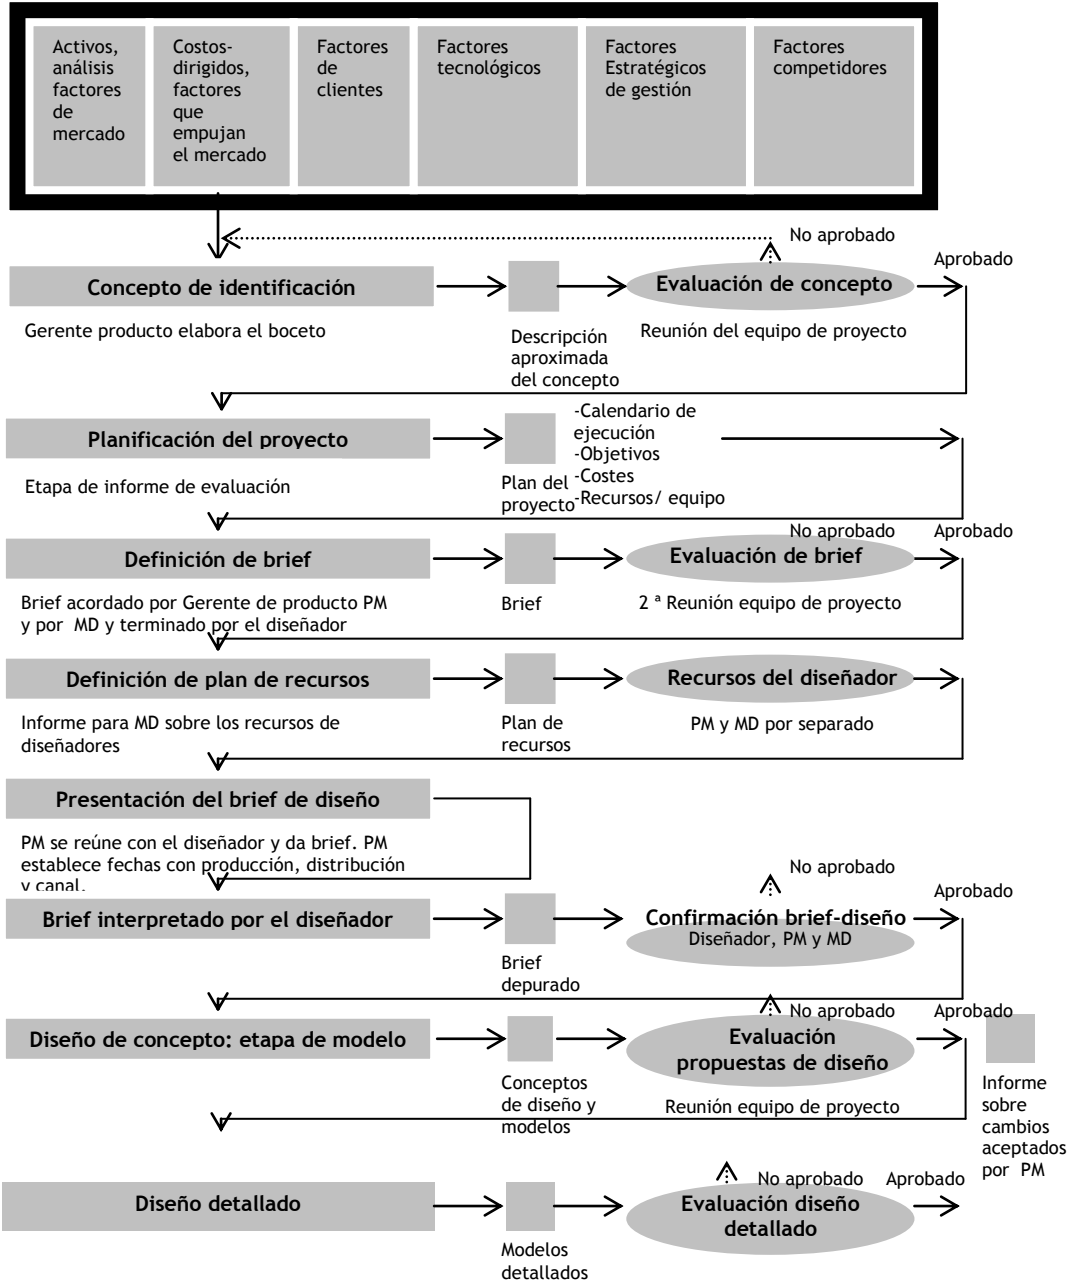 Activos,
análisis
factores
de
mercado
Costos-
dirigidos,
factores
que
empujan
el mercado
Factores
de
clientes
Factores
tecnológicos
Factores
Estratégicos
de gestión
Factores
competidores
No aprobado
Aprobado
Concepto de identificación
Evaluación de concepto
Gerente producto elabora el boceto
Descripción
aproximada
del concepto
Reunión del equipo de proyecto
Planificación del proyecto
-Calendario de
ejecución
-Objetivos
-Costes
-Recursos/ equipo
Etapa de informe de evaluación
Plan del
proyecto
No aprobado
Aprobado
Definición de brief
Evaluación de brief
Brief acordado por Gerente de producto PM
y por  MD y terminado por el diseñador
Brief
2 ª Reunión equipo de proyecto
Definición de plan de recursos
Recursos del diseñador
Informe para MD sobre los recursos de
diseñadores
Plan de
recursos
PM y MD por separado
Presentación del brief de diseño
PM se reúne con el diseñador y da brief. PM
establece fechas con producción, distribución
y canal.
No aprobado
Aprobado
Brief interpretado por el diseñador
Confirmación brief-diseño
Diseñador, PM y MD
Brief
depurado
No aprobado
Aprobado
Diseño de concepto: etapa de modelo
Evaluación
propuestas de diseño
Conceptos
de diseño y
modelos
Reunión equipo de proyecto
Informe
sobre
cambios
aceptados
por  PM
No aprobado
Aprobado
Diseño detallado
Evaluación diseño
detallado
Modelos
detallados